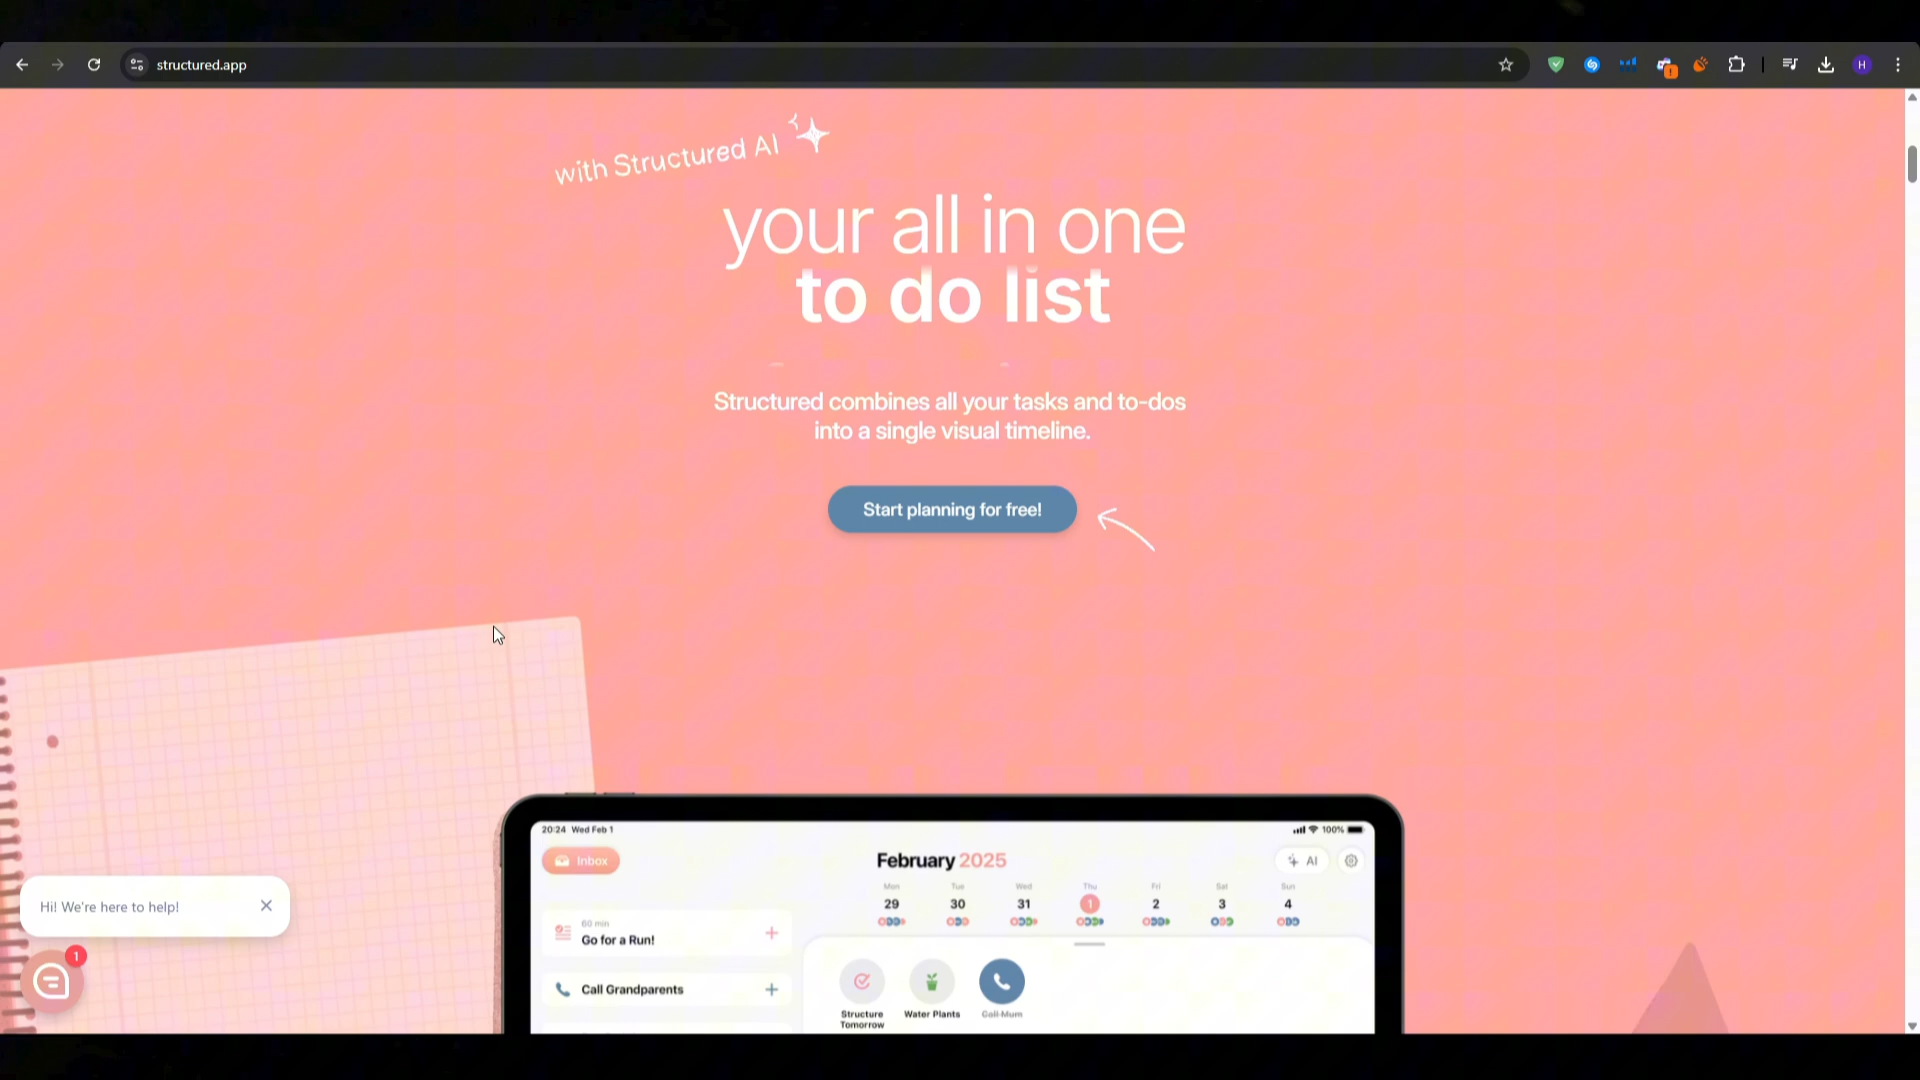 structured.app
H
with Structured AI
your all in one
to do list
Structured combines all your tasks and to-dos
into a single visual timeline.
Start planning for free!
20:24 Wed Feb 1
100%
Inbox
February 2025
AI
Mon Tue Wed Thu Fri Sat Sun
29 30 31 1 2 3 4
60 min
Go for a Run!
Call Grandparents
Structure
Tomorrow
Water Plants
Call Mum
Hi! We're here to help!
1